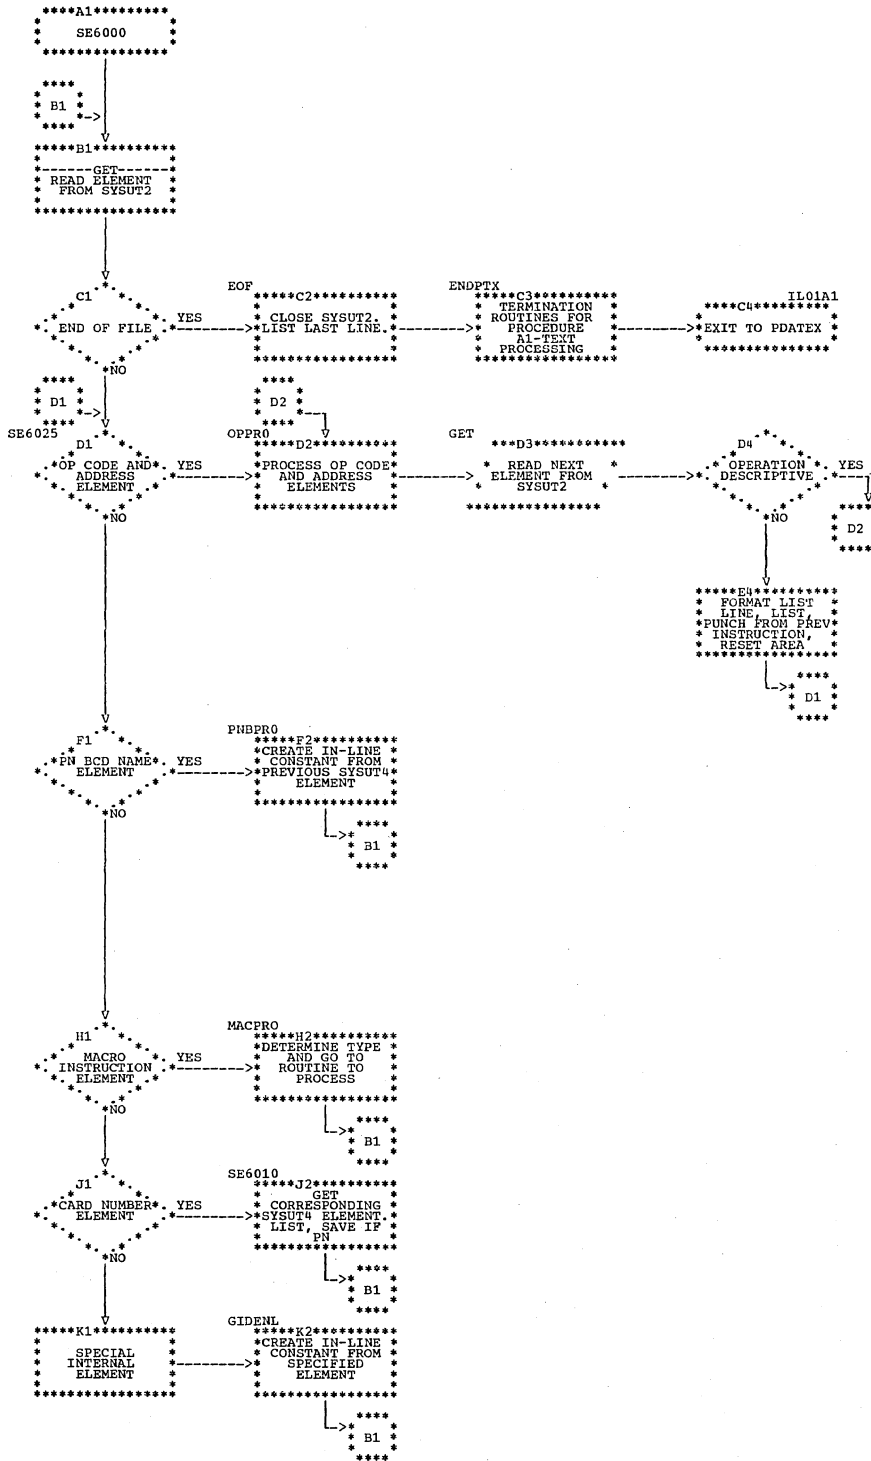 A1
SE6000
B1
B1
GET
READ ELEMENT
FROM SYSUT2
C1
END OF FILE
YES
NO
EOF
C2
CLOSE SYSUT2.
LIST LAST LINE.
ENDPTX
C3
TERMINATION
ROUTINES FOR
PROCEDURE
A1-TEXT
PROCESSING
IL01A1
C4
EXIT TO PDATEX
D1
D2
SE6025
D1
OP CODE AND
ADDRESS
ELEMENT
YES
NO
OPPRO
D2
PROCESS OP CODE
AND ADDRESS
ELEMENTS
GET
D3
READ NEXT
ELEMENT FROM
SYSUT2
D4
OPERATION
DESCRIPTIVE
YES
NO
D2
E4
FORMAT LIST
LINE, LIST,
PUNCH FROM PREV
INSTRUCTION,
RESET AREA
D1
F1
PN BCD NAME
ELEMENT
YES
NO
PNBPRO
F2
CREATE IN-LINE
CONSTANT FROM
PREVIOUS SYSUT4
ELEMENT
B1
H1
MACRO
INSTRUCTION
ELEMENT
YES
NO
MACPRO
H2
DETERMINE TYPE
AND GO TO
ROUTINE TO
PROCESS
B1
J1
CARD NUMBER
ELEMENT
YES
NO
SE6010
J2
GET
CORRESPONDING
SYSUT4 ELEMENT.
LIST, SAVE IF
PN
B1
K1
SPECIAL
INTERNAL
ELEMENT
GIDENL
K2
CREATE IN-LINE
CONSTANT FROM
SPECIFIED
ELEMENT
B1